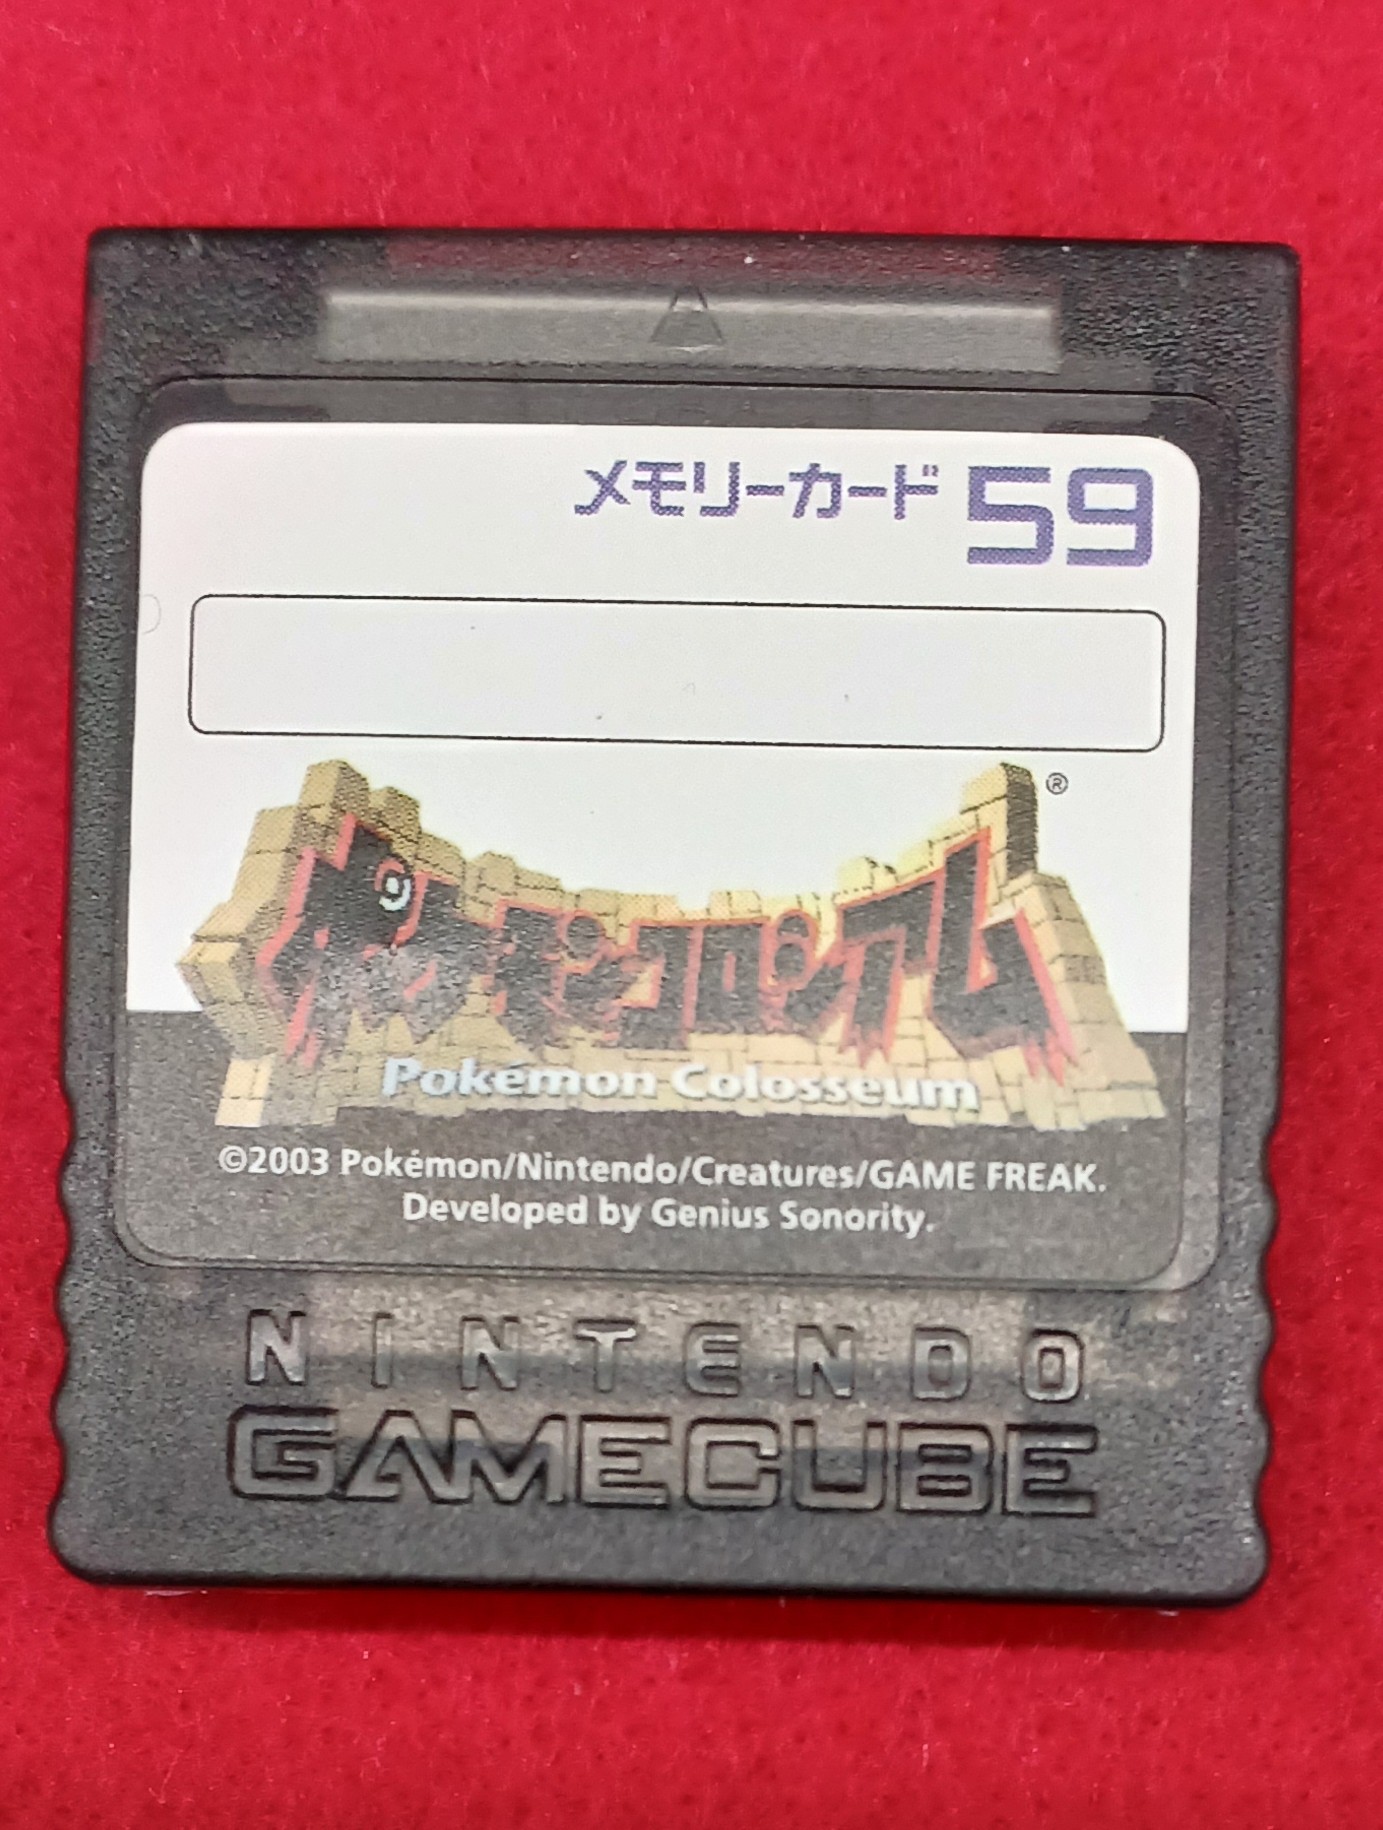 メモリーカード 59
®
ポケモンコロシアム
Pokémon Colosseum
©2003 Pokémon/Nintendo/Creatures/GAME FREAK.
Developed by Genius Sonority.
NINTENDO
GAMECUBE